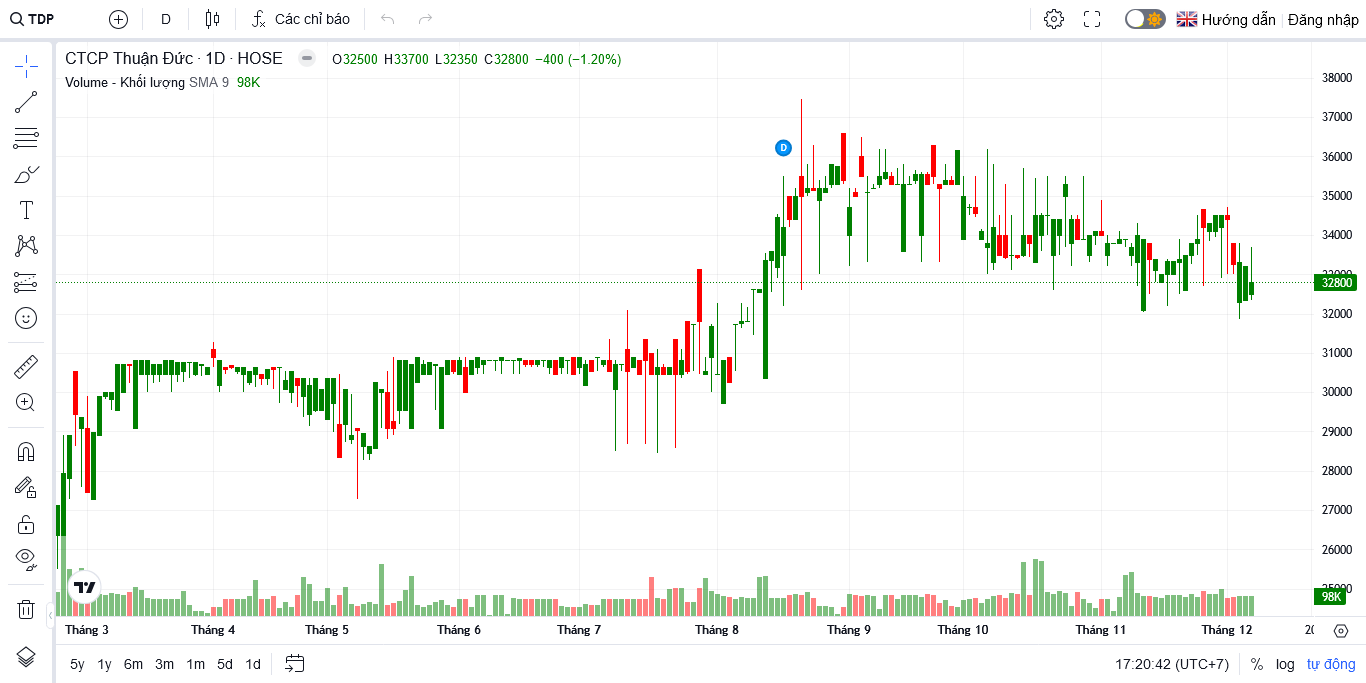 TDP D Các chỉ báo Hướng dẫn Đăng nhập
CTCP Thuận Đức · 1D · HOSE O32500 H33700 L32350 C32800 −400 (−1.20%)
Volume - Khối lượng SMA 9 98K
38000
37000
D
36000
35000
34000
33000
32800
32000
31000
30000
29000
28000
27000
26000
25000
98K
Tháng 3 Tháng 4 Tháng 5 Tháng 6 Tháng 7 Tháng 8 Tháng 9 Tháng 10 Tháng 11 Tháng 12
5y 1y 6m 3m 1m 5d 1d 17:20:42 (UTC+7) % log tự động